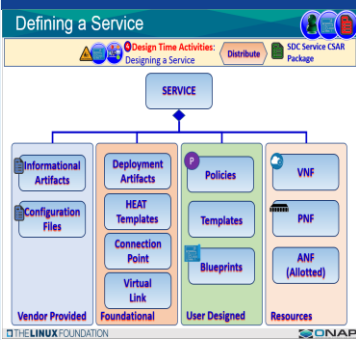 Defining a Service
Design Time Activities:
Designing a Service
Distribute
SDC Service CSAR
Package
SERVICE
Informational
Artifacts
Configuration
Files
Vendor Provided
Deployment
Artifacts
HEAT
Templates
Connection
Point
Virtual
Link
Foundational
P
Policies
Templates
Blueprints
User Designed
VNF
PNF
ANF
(Allotted)
Resources
THE LINUX FOUNDATION
ONAP